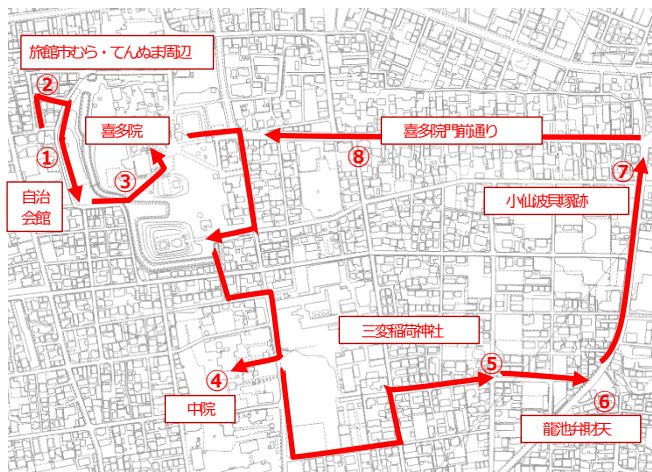 旅館市むら・てんぬま周辺
②
喜多院
喜多院門前通り
①
⑧
③
⑦
自治
会館
小仙波貝塚跡
三変稲荷神社
④
⑤
中院
⑥
龍池弁財天